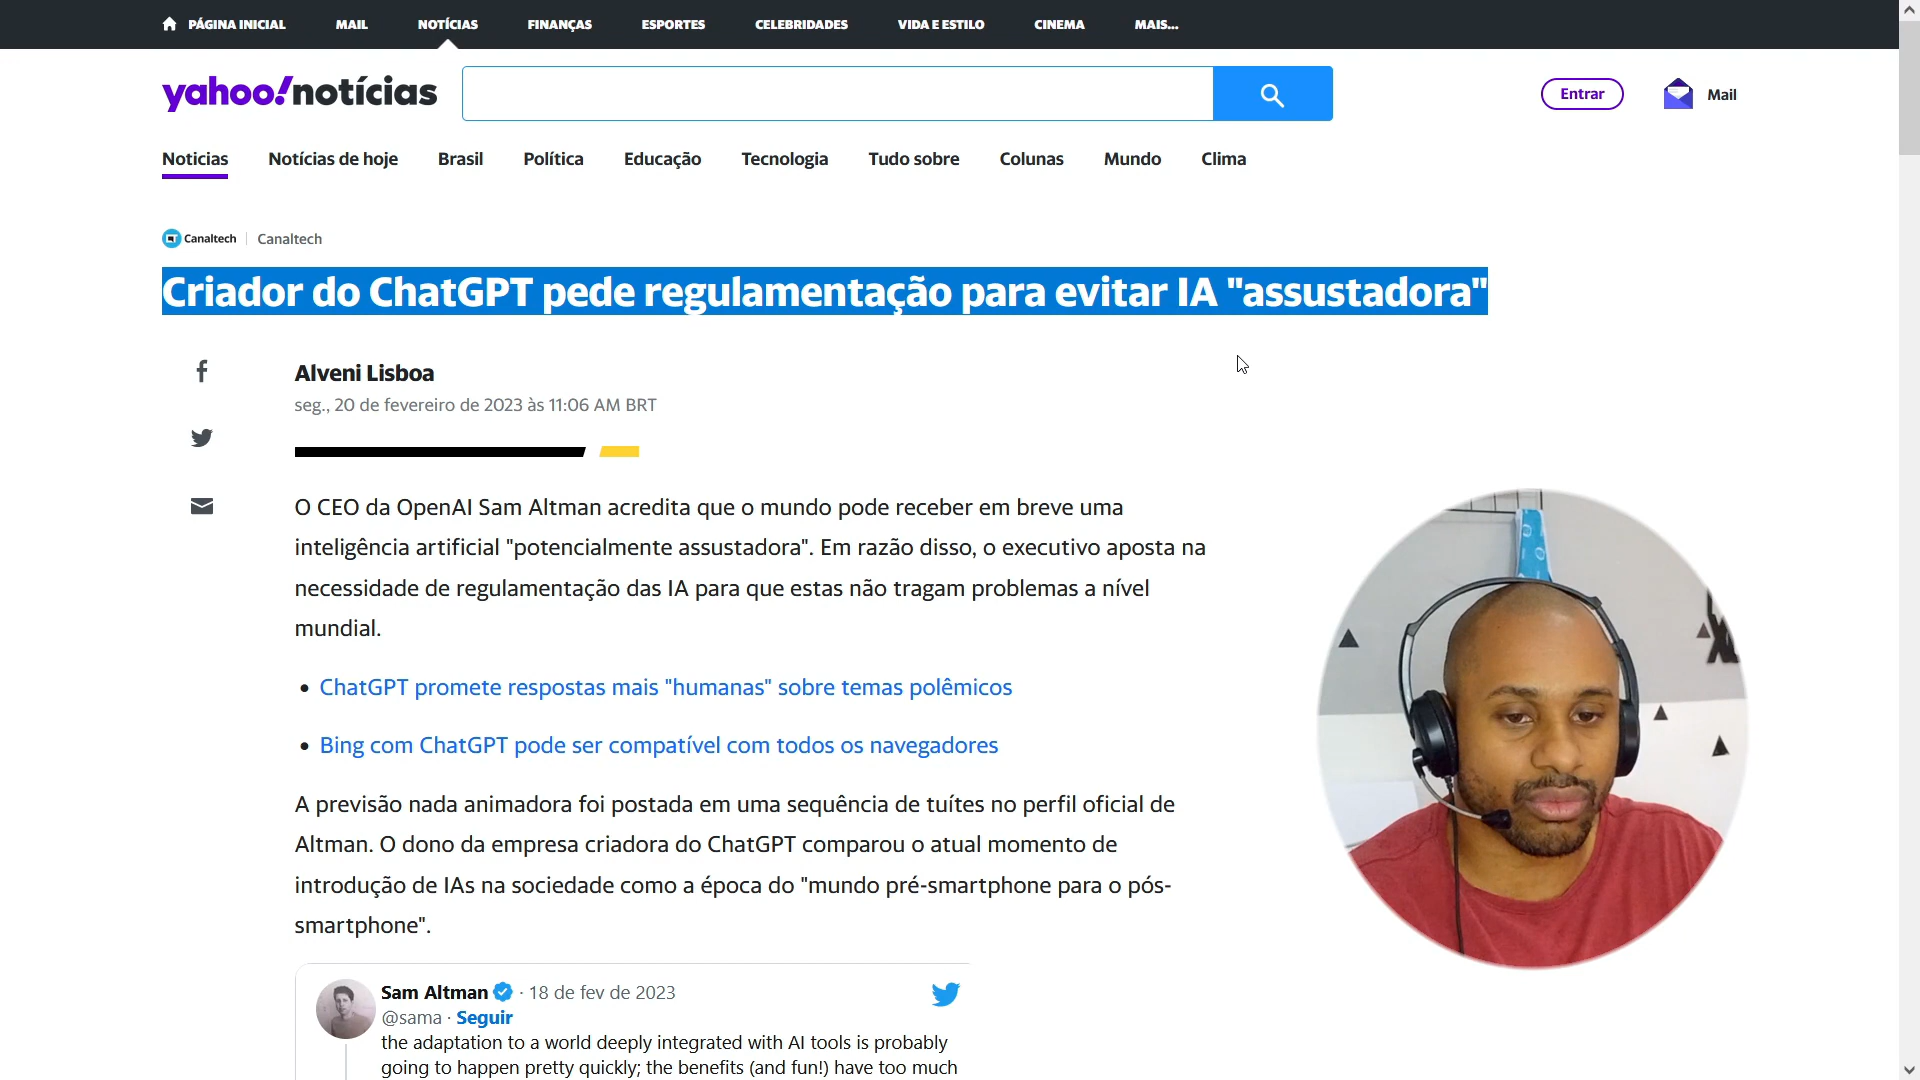 PÁGINA INICIAL MAIL NOTÍCIAS FINANÇAS ESPORTES CELEBRIDADES VIDA E ESTILO CINEMA MAIS...
yahoo!notícias
Entrar Mail
Noticias Notícias de hoje Brasil Política Educação Tecnologia Tudo sobre Colunas Mundo Clima
Canaltech Canaltech
Criador do ChatGPT pede regulamentação para evitar IA "assustadora"
Alveni Lisboa
seg., 20 de fevereiro de 2023 às 11:06 AM BRT
O CEO da OpenAI Sam Altman acredita que o mundo pode receber em breve uma
inteligência artificial "potencialmente assustadora". Em razão disso, o executivo aposta na
necessidade de regulamentação das IA para que estas não tragam problemas a nível
mundial.
• ChatGPT promete respostas mais "humanas" sobre temas polêmicos
• Bing com ChatGPT pode ser compatível com todos os navegadores
A previsão nada animadora foi postada em uma sequência de tuítes no perfil oficial de
Altman. O dono da empresa criadora do ChatGPT comparou o atual momento de
introdução de IAs na sociedade como a época do "mundo pré-smartphone para o pós-
smartphone".
Sam Altman · 18 de fev de 2023
@sama · Seguir
the adaptation to a world deeply integrated with AI tools is probably
going to happen pretty quickly; the benefits (and fun!) have too much